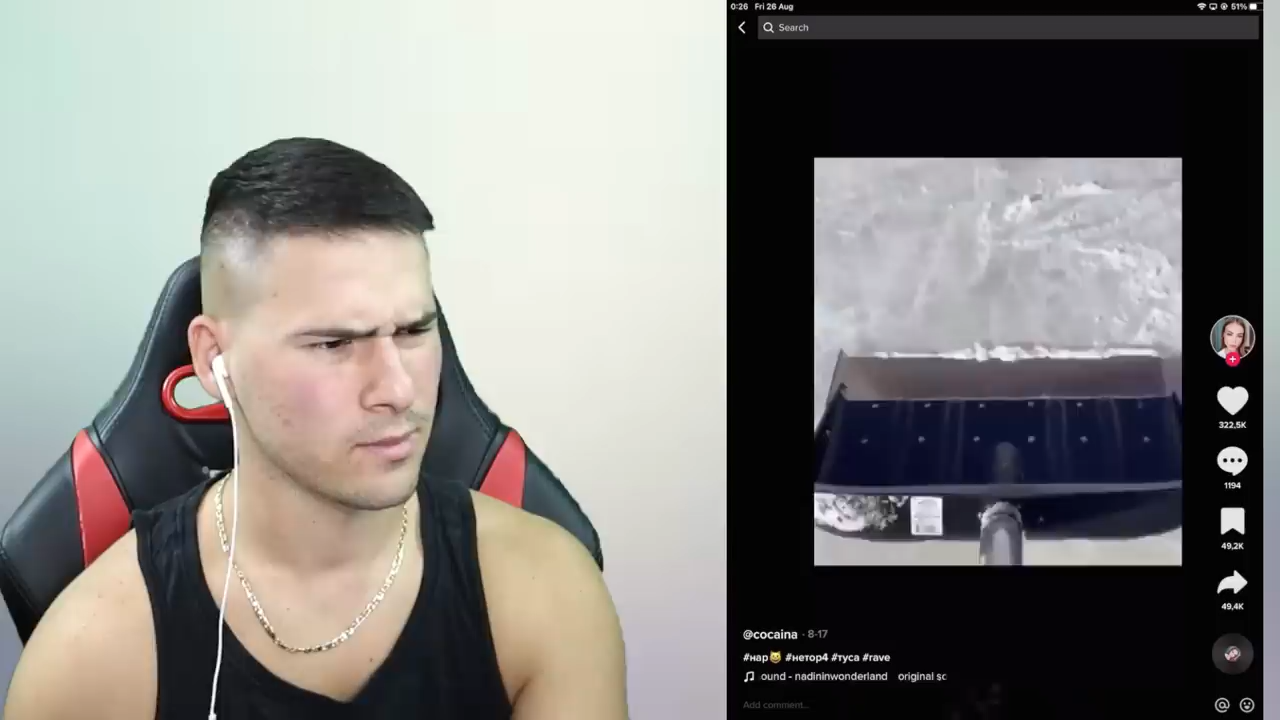 0:26 Fri 26 Aug 51%
Search
322,5K
1194
49,2K
49,4K
@cocaina · 8-17
#нар😺 #нетор4 #туса #rave
ound - nadininwonderland original sc
Add comment...